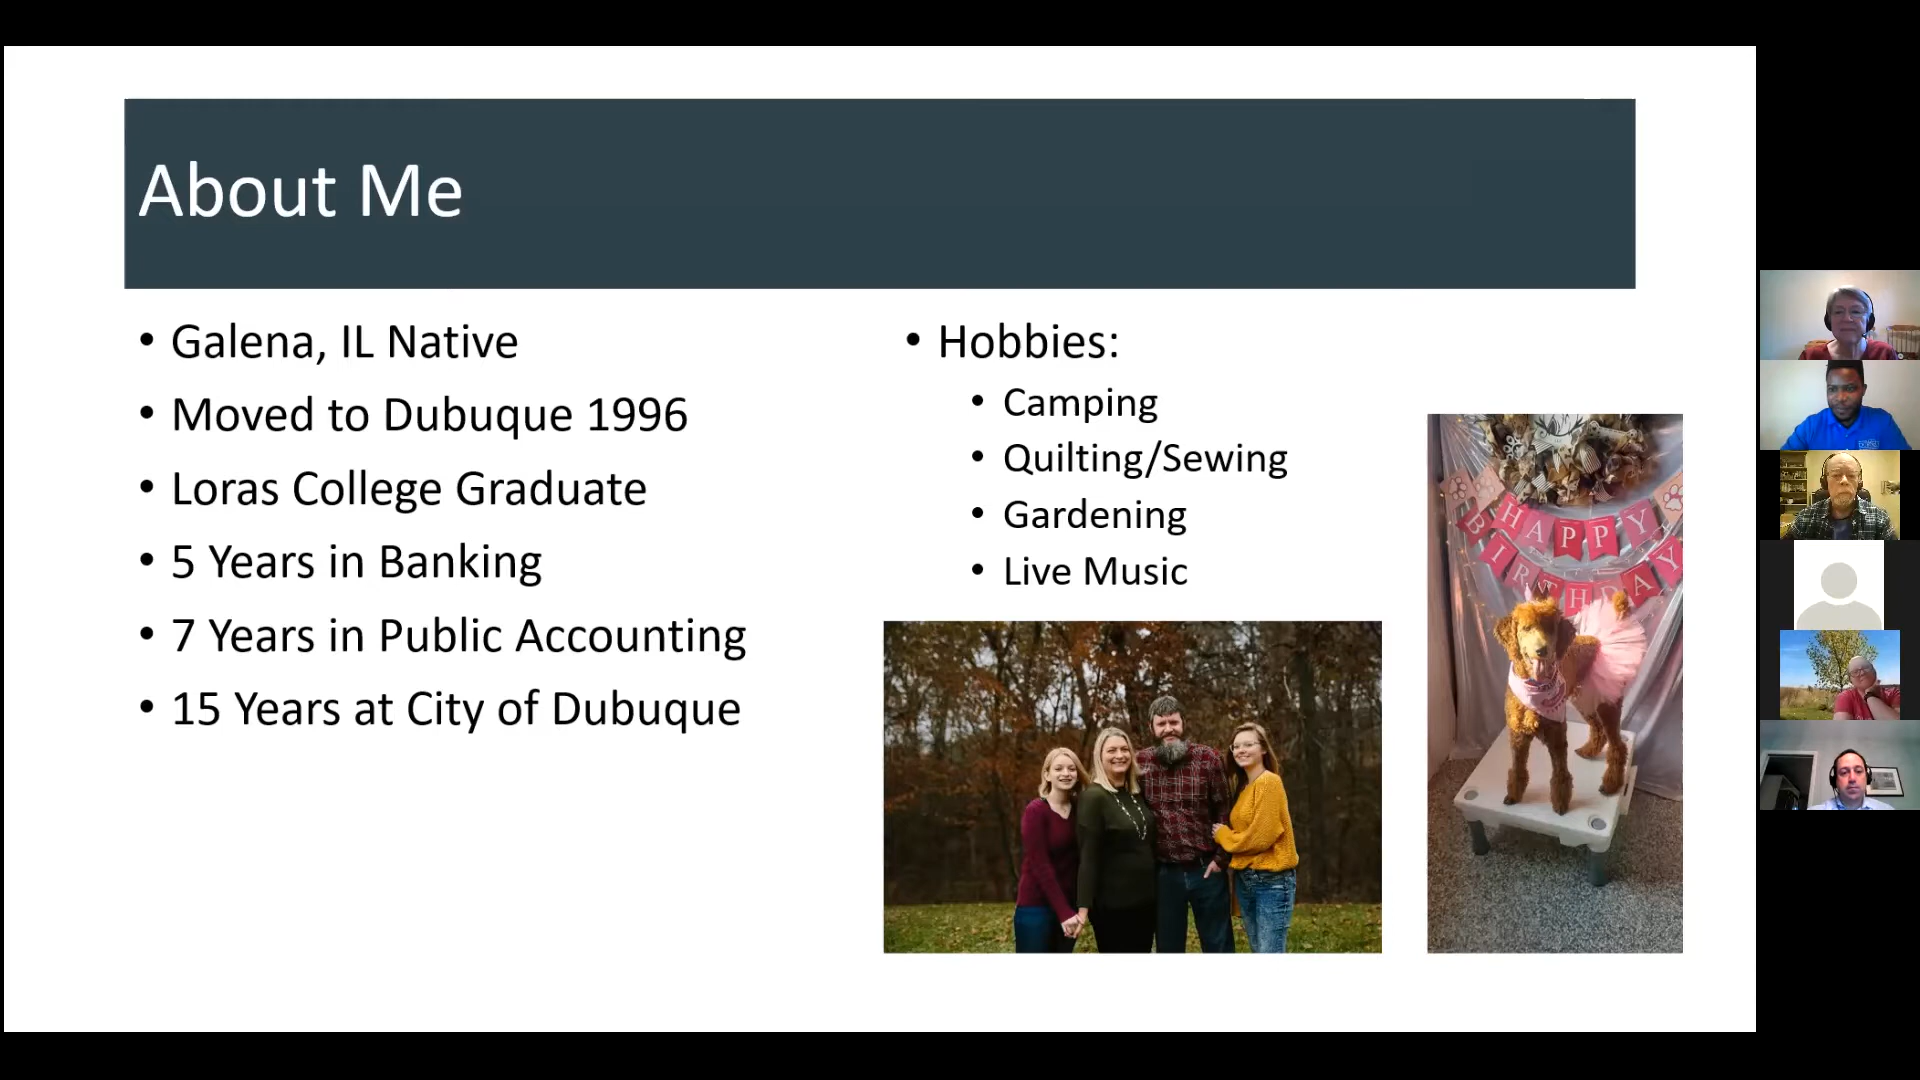 About Me
• Galena, IL Native
• Moved to Dubuque 1996
• Loras College Graduate
• 5 Years in Banking
• 7 Years in Public Accounting
• 15 Years at City of Dubuque
• Hobbies:
• Camping
• Quilting/Sewing
• Gardening
• Live Music
HAPPY
BIRTHDAY